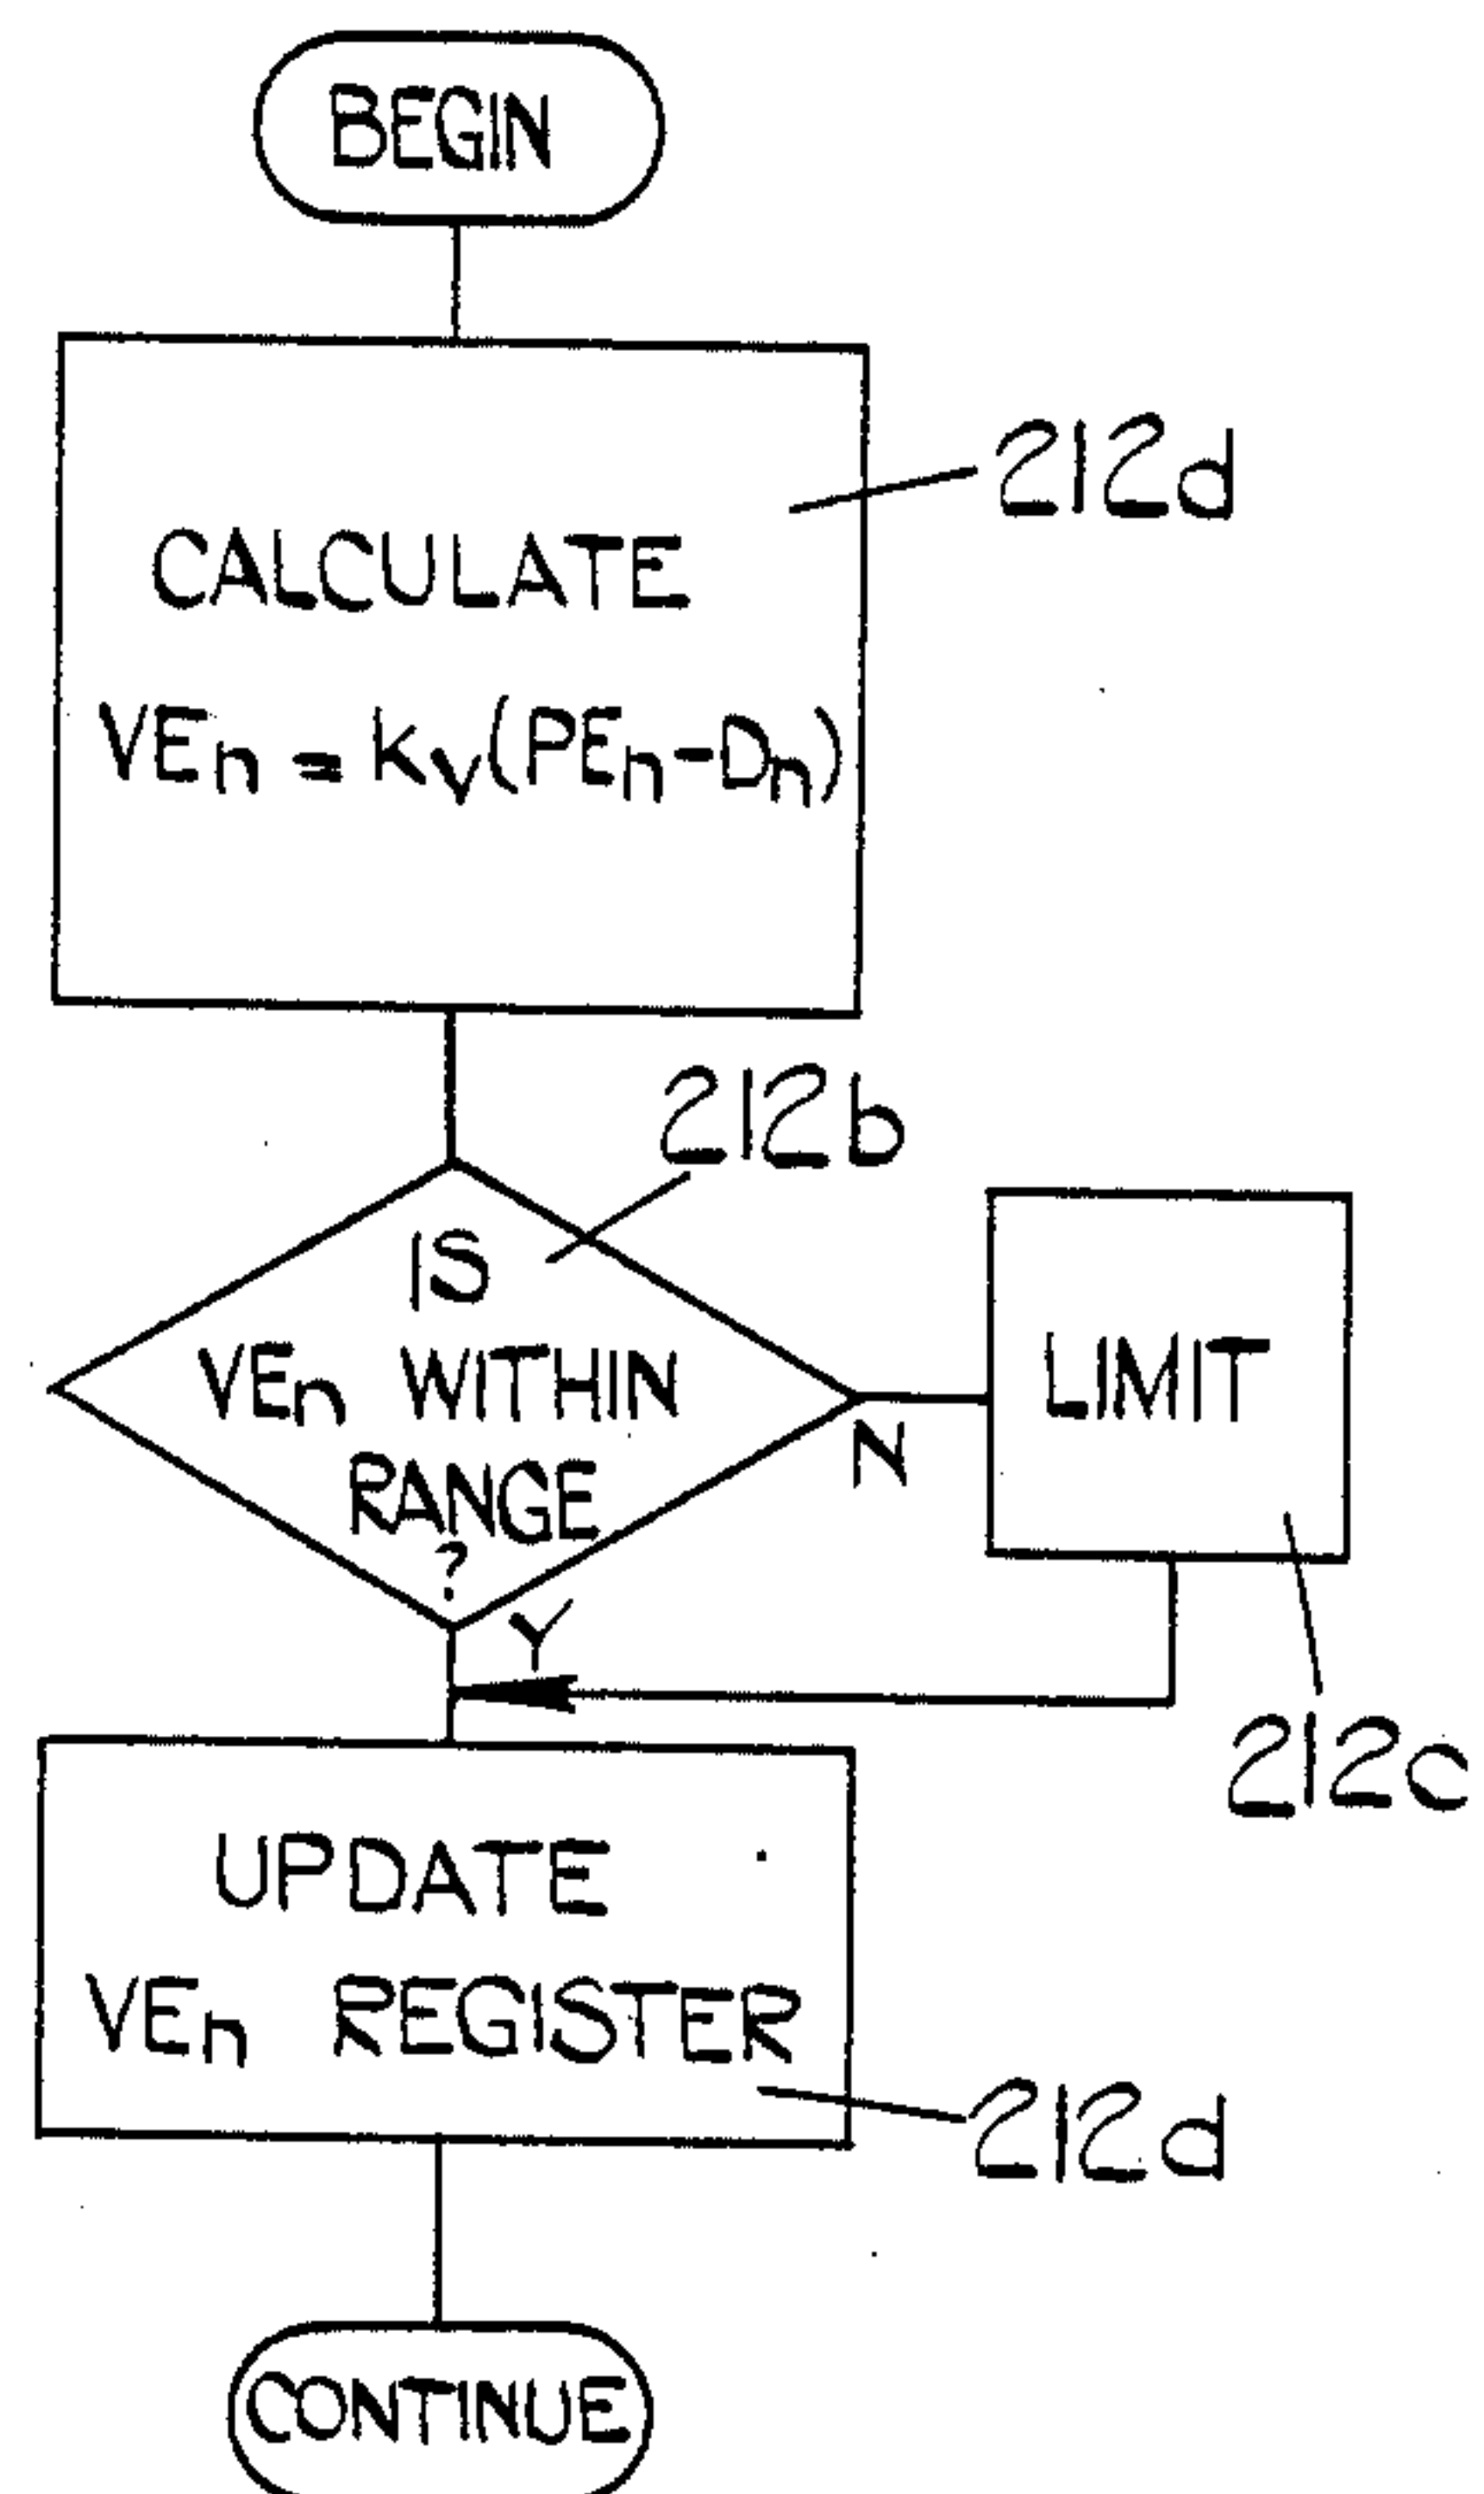 BEGIN
212d
CALCULATE
VEn = Kv(PEn-Dn)
212b
IS
VEn WITHIN
RANGE
?
N
LIMIT
Y
212c
UPDATE
VEn REGISTER
212d
CONTINUE